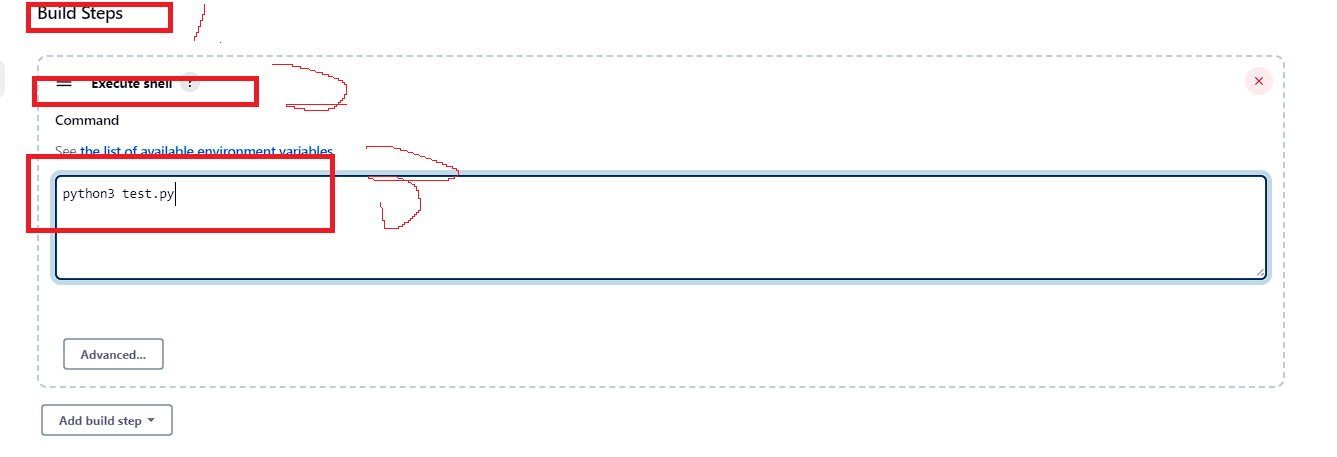 Build Steps
Execute shell ?
Command
See the list of available environment variables
python3 test.py
Advanced...
Add build step